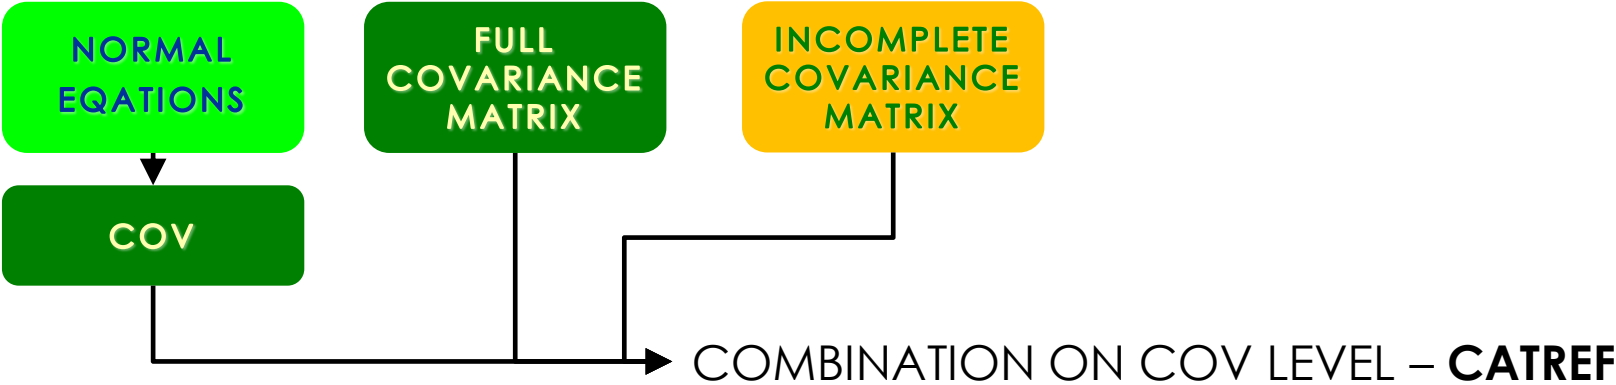 NORMAL
EQATIONS
FULL
COVARIANCE
MATRIX
INCOMPLETE
COVARIANCE
MATRIX
COV
COMBINATION ON COV LEVEL – CATREF